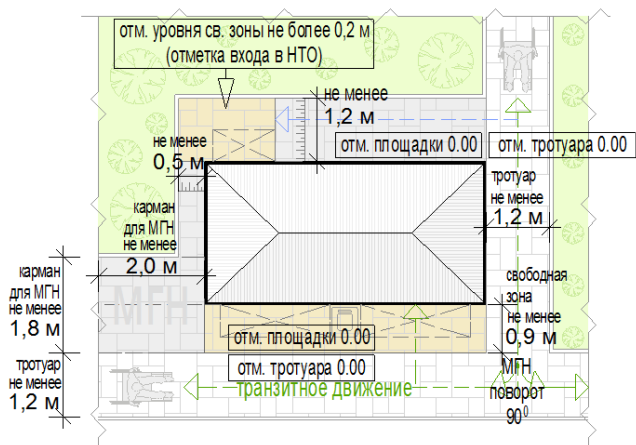 отм. уровня св. зоны не более 0,2 м
(отметка входа в НТО)
не менее
1,2 м
не менее
0,5 м
отм. площадки 0.00
отм. тротуара 0.00
тротуар
не менее
1,2 м
карман
для МГН
не менее
2,0 м
карман
для МГН
не менее
1,8 м
МГН
свободная
зона
не менее
0,9 м
отм. площадки 0.00
отм. тротуара 0.00
тротуар
не менее
1,2 м
транзитное движение
МГН
поворот
90⁰